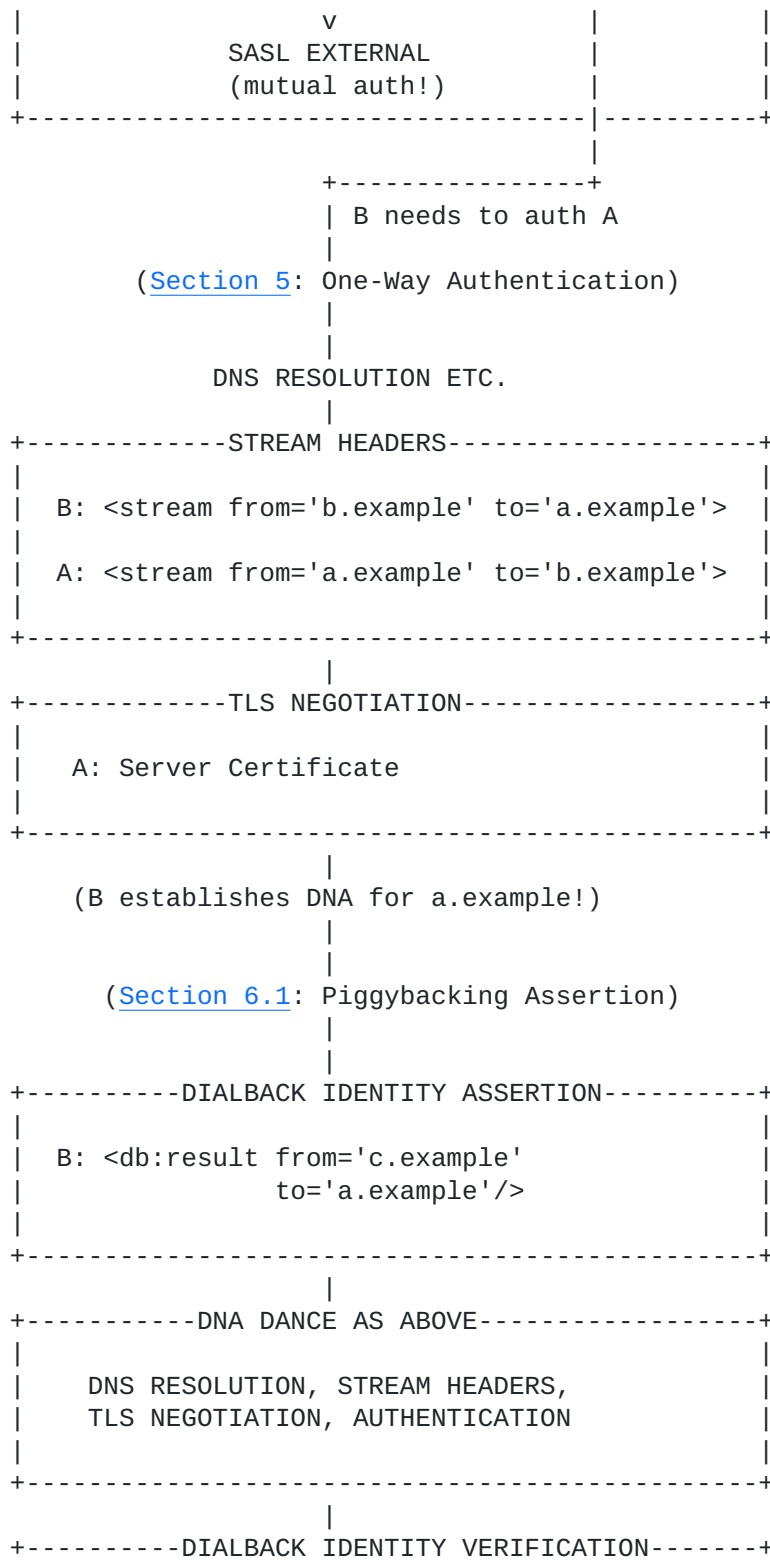 |                   v                |          |
|             SASL EXTERNAL          |          |
|             (mutual auth!)         |          |
+------------------------------------|----------+
                                     |
                    +----------------+
                    | B needs to auth A
                    |
        (Section 5: One-Way Authentication)
                    |
                    |
             DNS RESOLUTION ETC.
                    |
+-------------STREAM HEADERS--------------------+
|                                               |
|  B: <stream from='b.example' to='a.example'>  |
|                                               |
|  A: <stream from='a.example' to='b.example'>  |
|                                               |
+-----------------------------------------------+
                    |
+-------------TLS NEGOTIATION-------------------+
|                                               |
|   A: Server Certificate                       |
|                                               |
+-----------------------------------------------+
                    |
    (B establishes DNA for a.example!)
                    |
                    |
      (Section 6.1: Piggybacking Assertion)
                    |
                    |
+----------DIALBACK IDENTITY ASSERTION----------+
|                                               |
|  B: <db:result from='c.example'               |
|                to='a.example'/>               |
|                                               |
+-----------------------------------------------+
                    |
+-----------DNA DANCE AS ABOVE------------------+
|                                               |
|    DNS RESOLUTION, STREAM HEADERS,            |
|    TLS NEGOTIATION, AUTHENTICATION            |
|                                               |
+-----------------------------------------------+
                    |
+----------DIALBACK IDENTITY VERIFICATION-------+